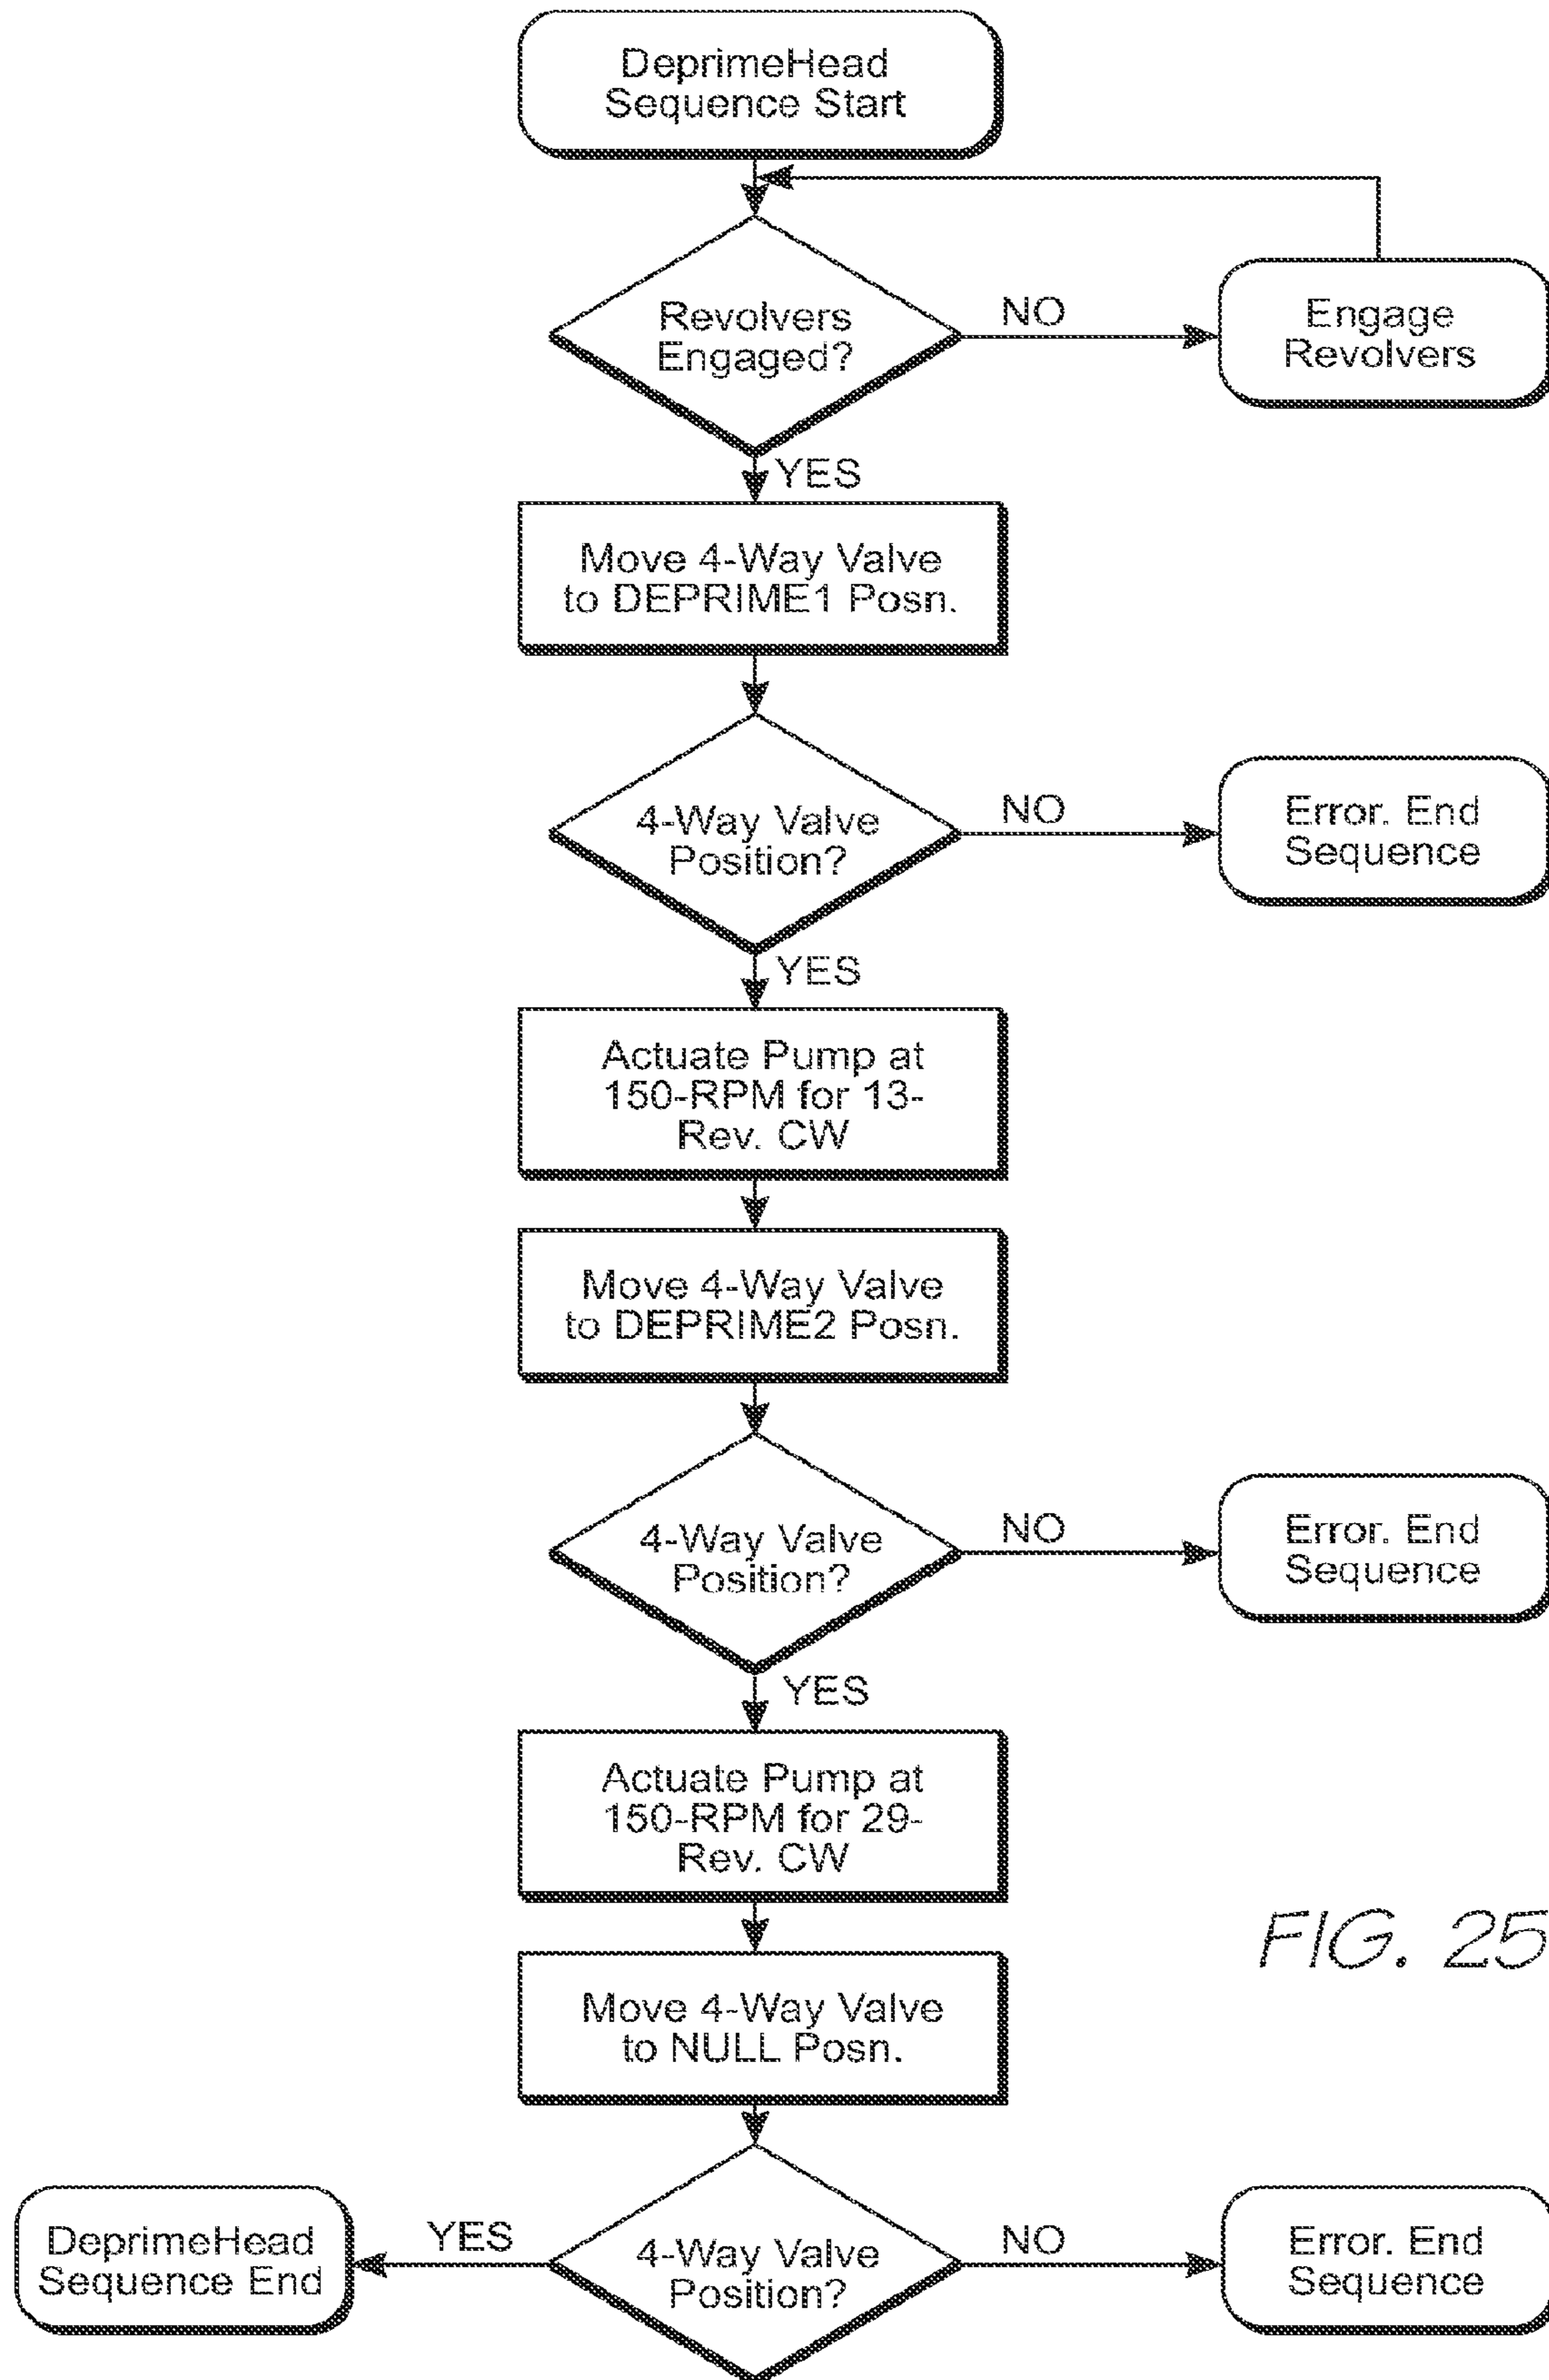 DeprimeHead
Sequence Start
Revolvers
Engaged?
NO
Engage
Revolvers
YES
Move 4-Way Valve
to DEPRIME1 Posn.
4-Way Valve
Position?
NO
Error. End
Sequence
YES
Actuate Pump at
150-RPM for 13-
Rev. CW
Move 4-Way Valve
to DEPRIME2 Posn.
4-Way Valve
Position?
NO
Error. End
Sequence
YES
Actuate Pump at
150-RPM for 29-
Rev. CW
FIG. 25
Move 4-Way Valve
to NULL Posn.
DeprimeHead
Sequence End
YES
4-Way Valve
Position?
NO
Error. End
Sequence